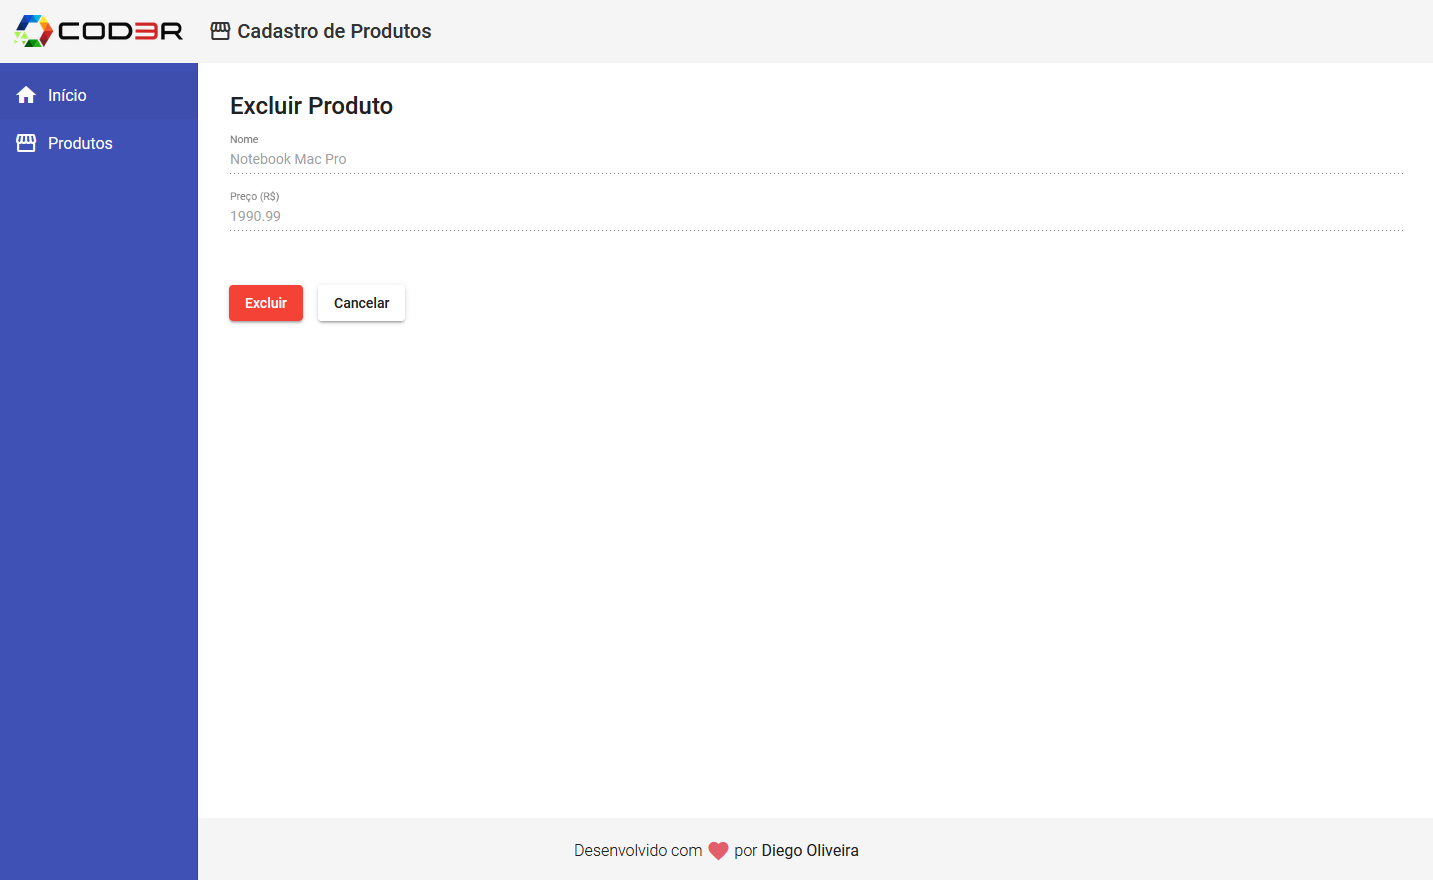 COD3R
Cadastro de Produtos
Início
Produtos
Excluir Produto
Nome
Notebook Mac Pro
Preço (R$)
1990.99
Excluir
Cancelar
Desenvolvido com por Diego Oliveira